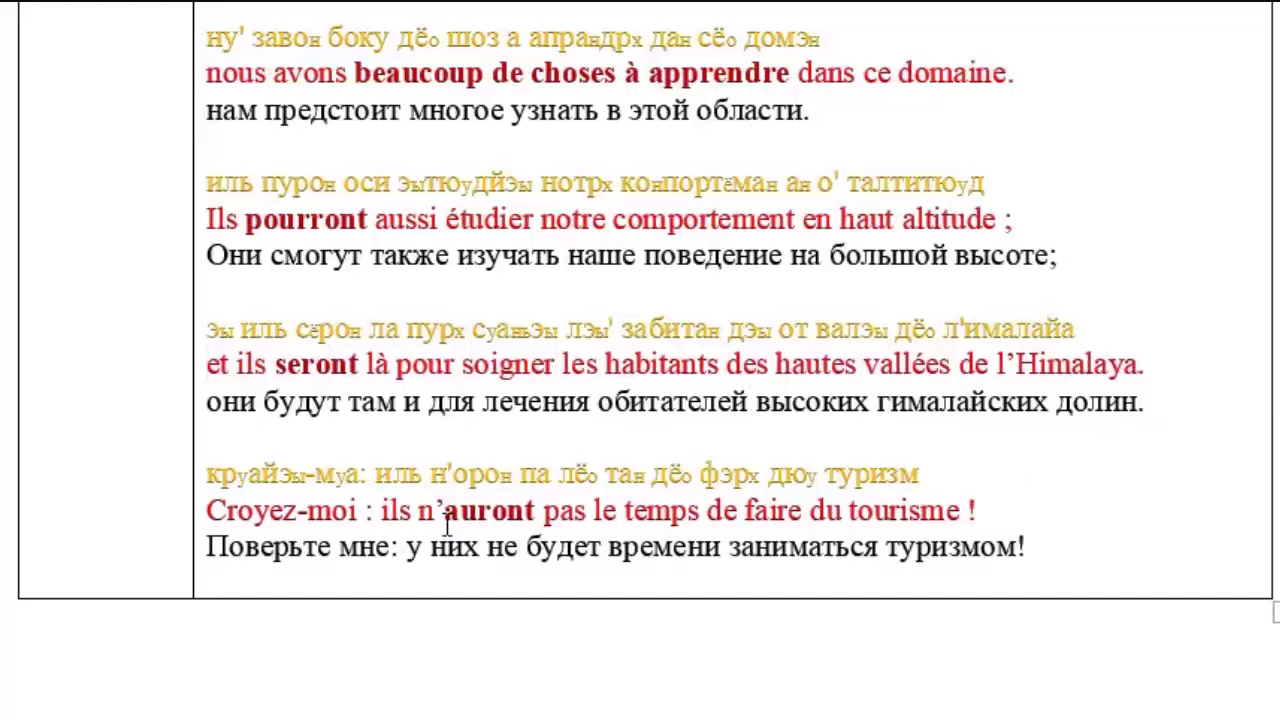 ну' завон боку дёо шоз а апрандрх дан сёо домэн
nous avons beaucoup de choses à apprendre dans ce domaine.
нам предстоит многое узнать в этой области.
иль пурон оси эытюудйэы нотрх конпортёман ан о' талтитюуд
Ils pourront aussi étudier notre comportement en haut altitude ;
Они смогут также изучать наше поведение на большой высоте;
эы иль сёрон ла пурх суаньэы лэы' забитан дэы от валэы дёо л'ималайа
et ils seront là pour soigner les habitants des hautes vallées de l’Himalaya.
они будут там и для лечения обитателей высоких гималайских долин.
круайэы-муа: иль н'орон па лёо тан дёо фэрх дюу туризм
Croyez-moi : ils n’auront pas le temps de faire du tourisme !
Поверьте мне: у них не будет времени заниматься туризмом!